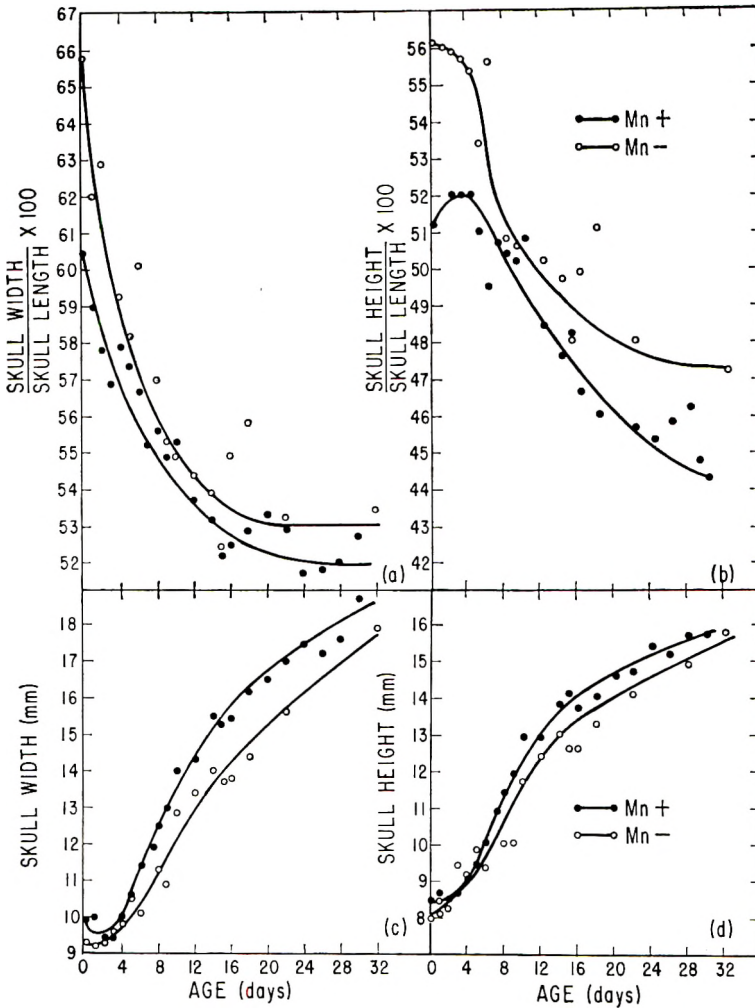 67
66
65
64
63
62
61
60
59
58
57
56
55
54
53
52
SKULL WIDTH
SKULL LENGTH
X 100
(a)
56
55
54
53
52
51
50
49
48
47
46
45
44
43
42
SKULL HEIGHT
SKULL LENGTH
X 100
Mn +
Mn −
(b)
18
17
16
15
14
13
12
11
10
9
SKULL WIDTH (mm)
(c)
0 4 8 12 16 20 24 28 32
AGE (days)
16
15
14
13
12
11
10
9
8
7
SKULL HEIGHT (mm)
Mn +
Mn −
(d)
0 4 8 12 16 20 24 28 32
AGE (days)